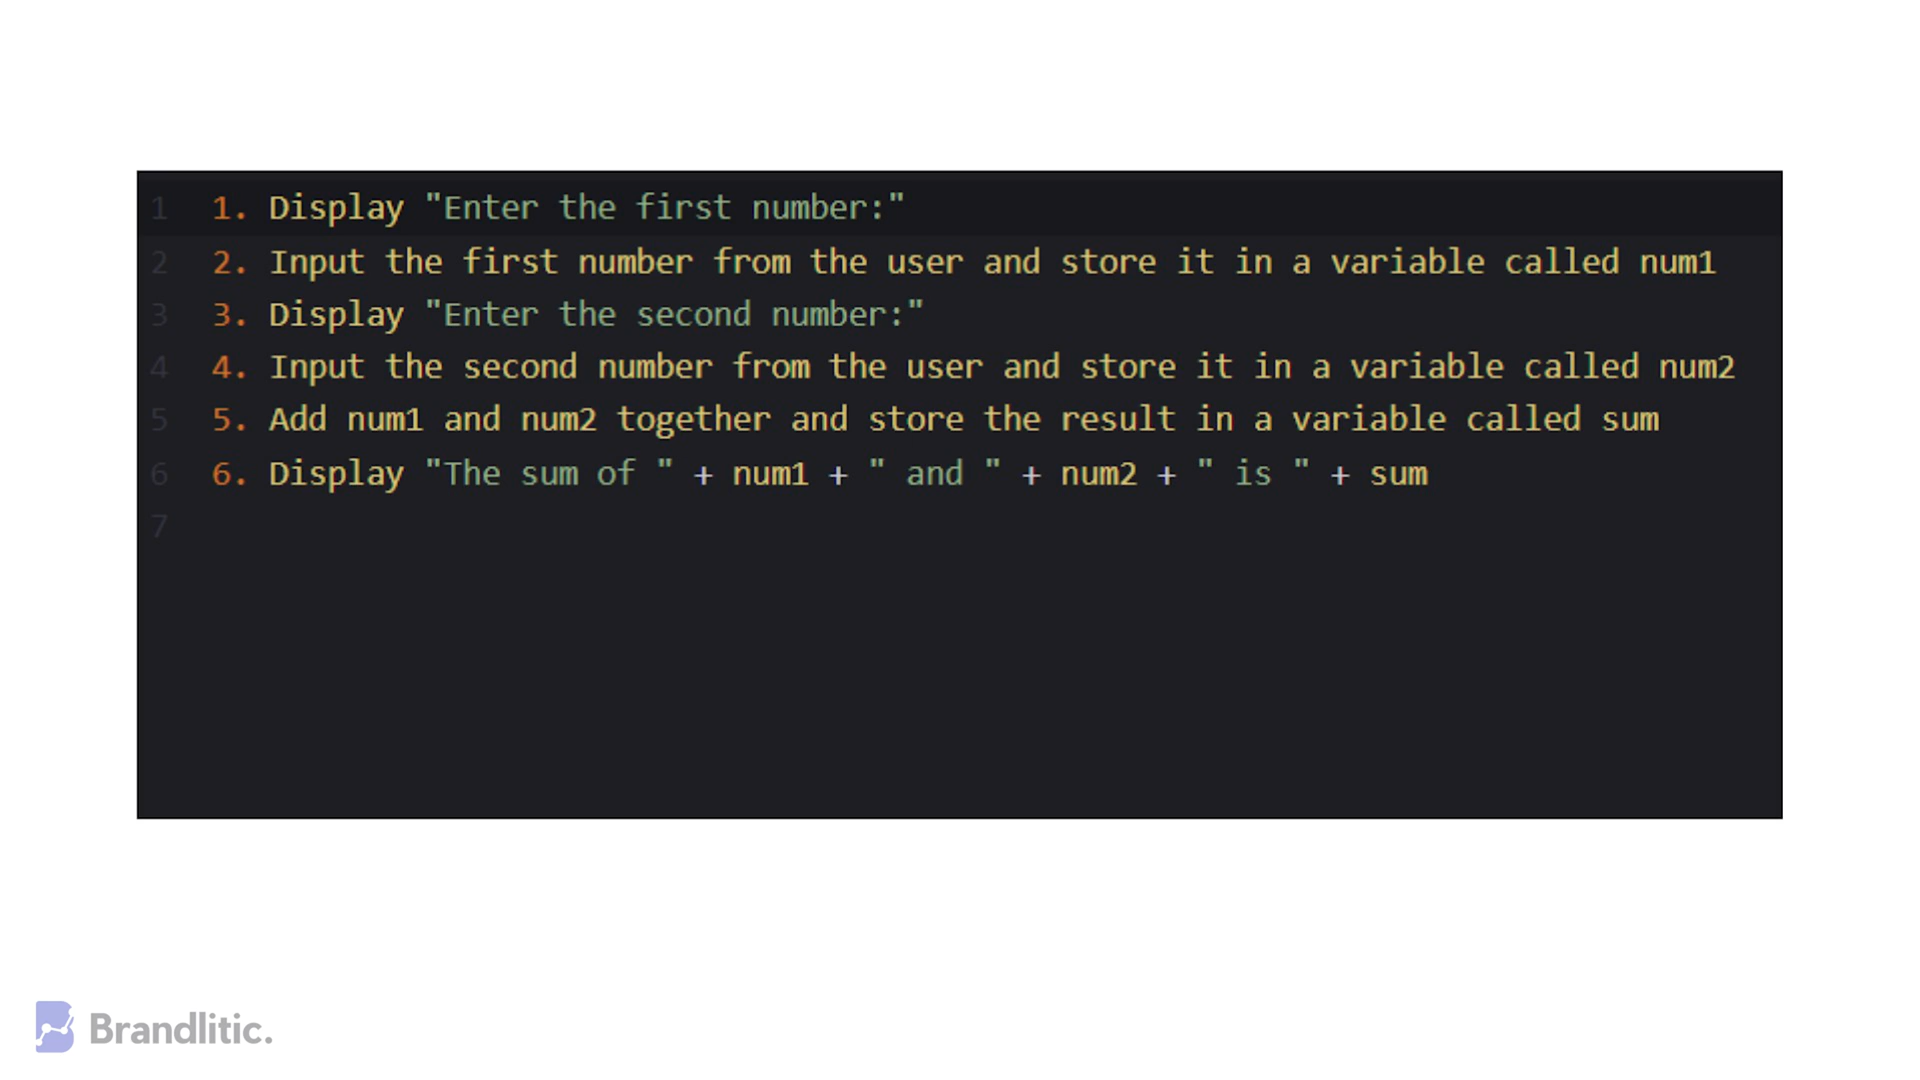 1 1. Display "Enter the first number:"
2 2. Input the first number from the user and store it in a variable called num1
3 3. Display "Enter the second number:"
4 4. Input the second number from the user and store it in a variable called num2
5 5. Add num1 and num2 together and store the result in a variable called sum
6 6. Display "The sum of " + num1 + " and " + num2 + " is " + sum
7
Brandlitic.